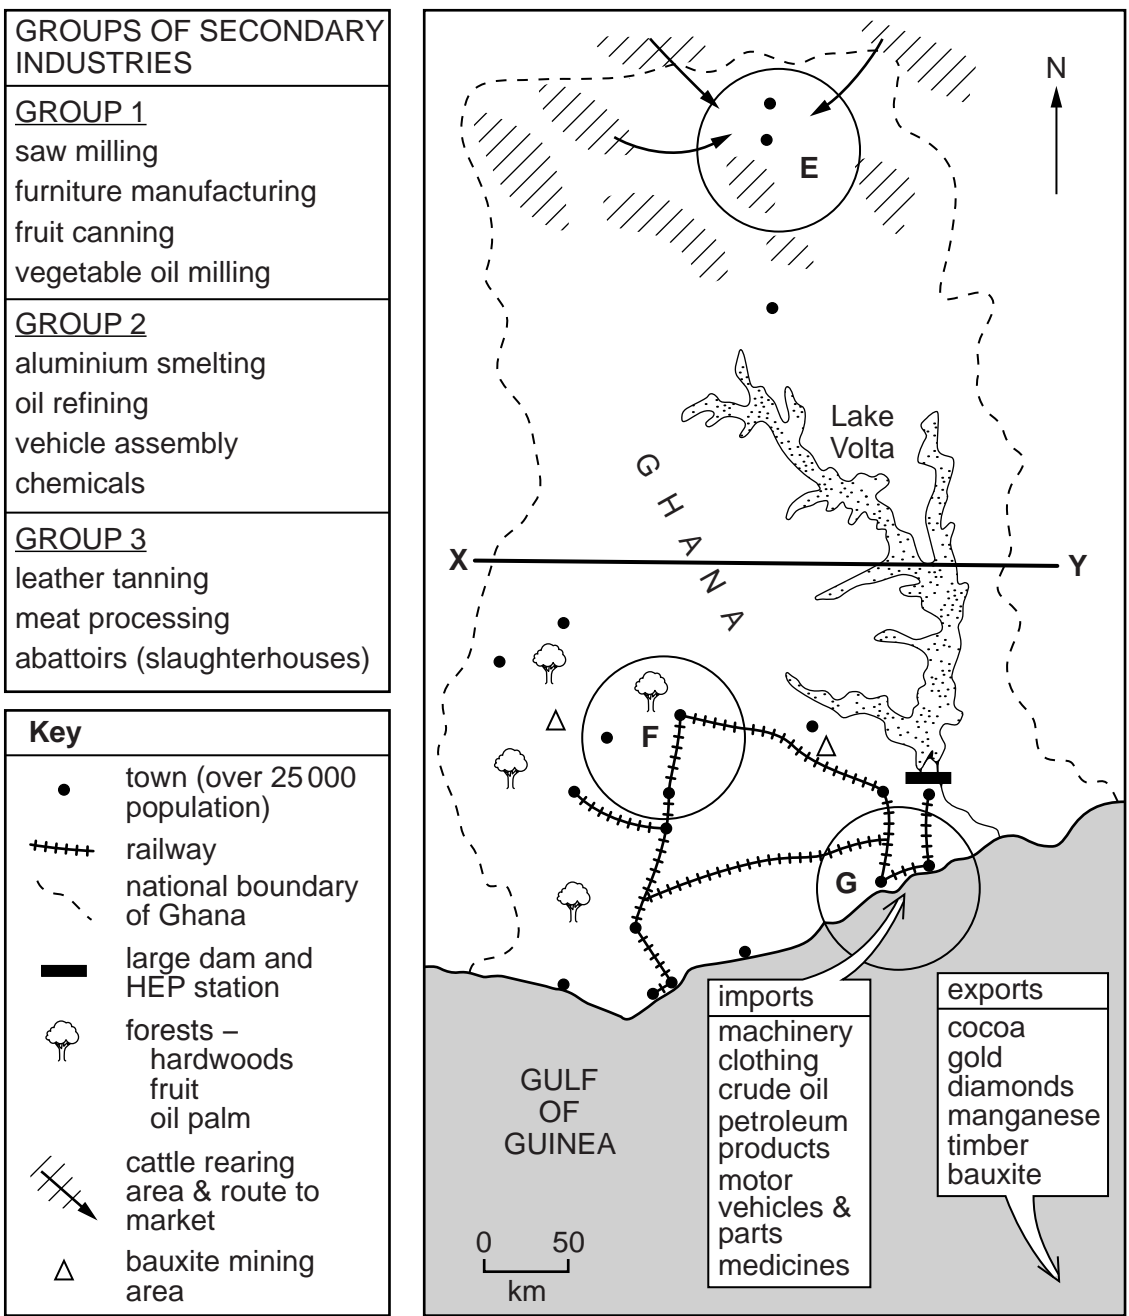 GROUPS OF SECONDARY
INDUSTRIES
GROUP 1
saw milling
furniture manufacturing
fruit canning
vegetable oil milling
GROUP 2
aluminium smelting
oil refining
vehicle assembly
chemicals
GROUP 3
leather tanning
meat processing
abattoirs (slaughterhouses)
Key
town (over 25 000
population)
railway
national boundary
of Ghana
large dam and
HEP station
forests –
hardwoods
fruit
oil palm
cattle rearing
area & route to
market
bauxite mining
area
N
E
Lake
Volta
GHANA
X
Y
F
G
imports
machinery
clothing
crude oil
petroleum
products
motor
vehicles &
parts
medicines
exports
cocoa
gold
diamonds
manganese
timber
bauxite
GULF
OF
GUINEA
0 50
km